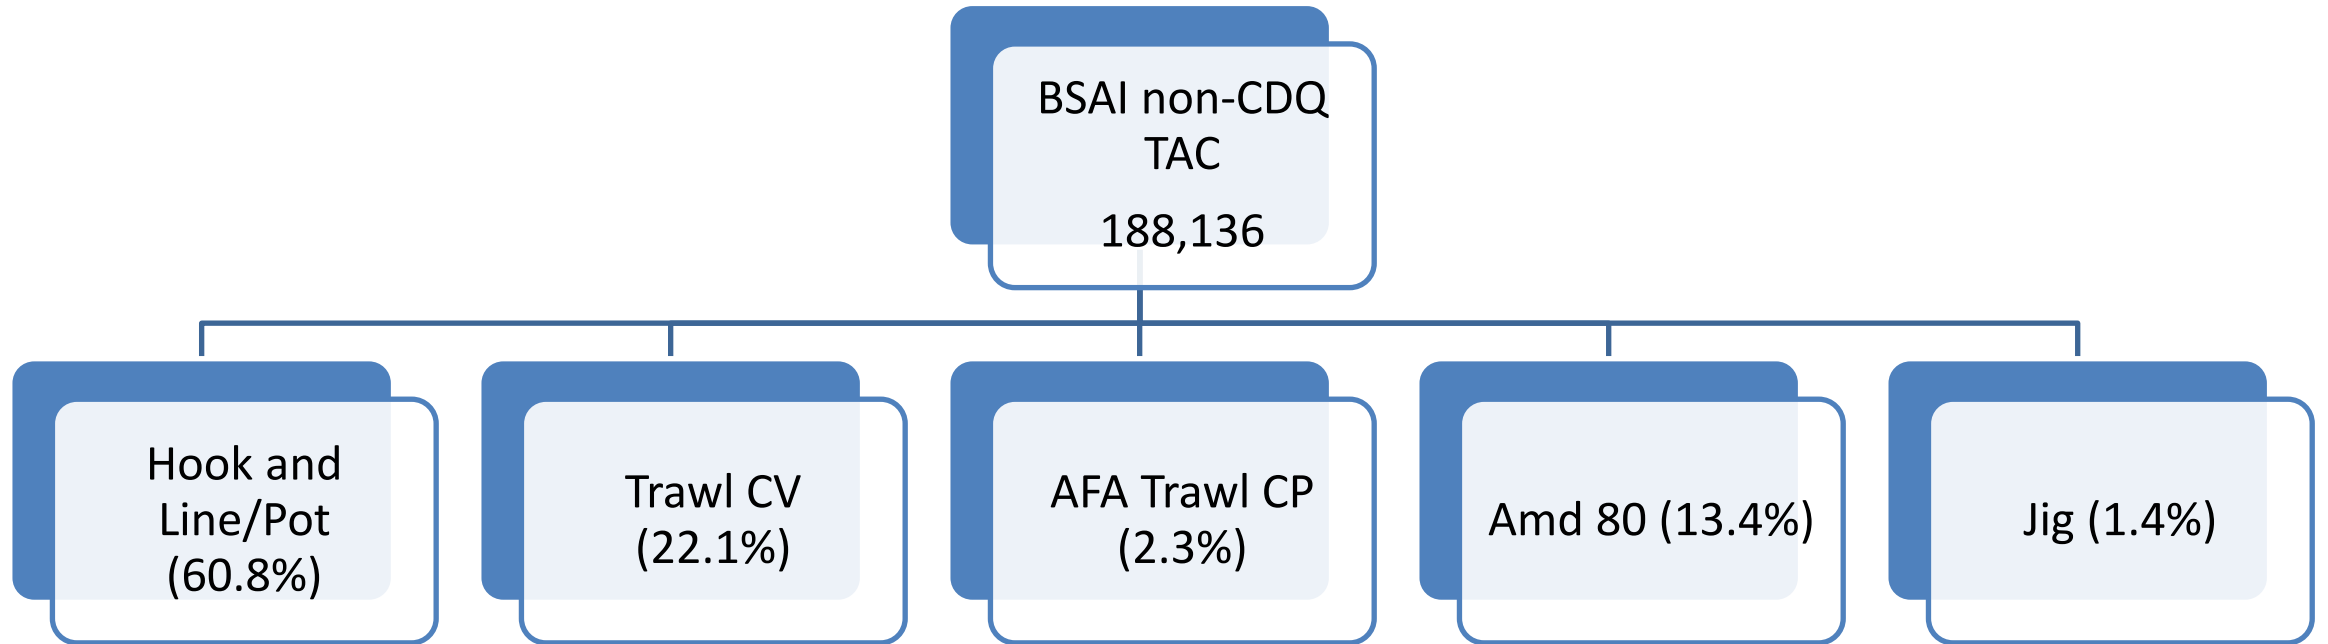 BSAI non-CDQ
TAC
188,136
Hook and
Line/Pot
(60.8%)
Trawl CV
(22.1%)
AFA Trawl CP
(2.3%)
Amd 80 (13.4%)
Jig (1.4%)